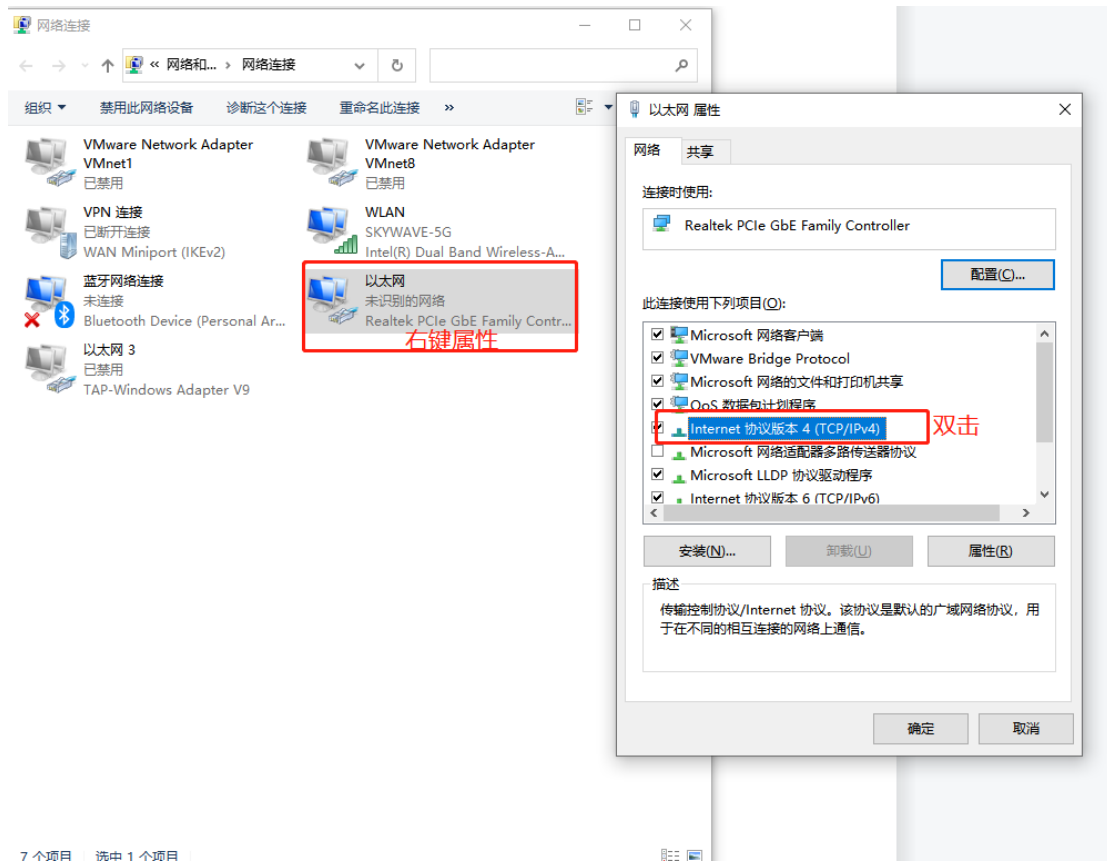 网络连接
« 网络和... › 网络连接
组织 禁用此网络设备 诊断这个连接 重命名此连接 »
VMware Network Adapter
VMnet1
已禁用
VMware Network Adapter
VMnet8
已禁用
VPN 连接
已断开连接
WAN Miniport (IKEv2)
WLAN
SKYWAVE-5G
Intel(R) Dual Band Wireless-A...
蓝牙网络连接
未连接
Bluetooth Device (Personal Ar...
以太网
未识别的网络
Realtek PCIe GbE Family Contr...
右键属性
以太网 3
已禁用
TAP-Windows Adapter V9
7 个项目 选中 1 个项目
以太网 属性
网络 共享
连接时使用:
Realtek PCIe GbE Family Controller
配置(C)...
此连接使用下列项目(O):
Microsoft 网络客户端
VMware Bridge Protocol
Microsoft 网络的文件和打印机共享
QoS 数据包计划程序
Internet 协议版本 4 (TCP/IPv4)
双击
Microsoft 网络适配器多路传送器协议
Microsoft LLDP 协议驱动程序
Internet 协议版本 6 (TCP/IPv6)
安装(N)... 卸载(U) 属性(R)
描述
传输控制协议/Internet 协议。该协议是默认的广域网络协议，用
于在不同的相互连接的网络上通信。
确定 取消